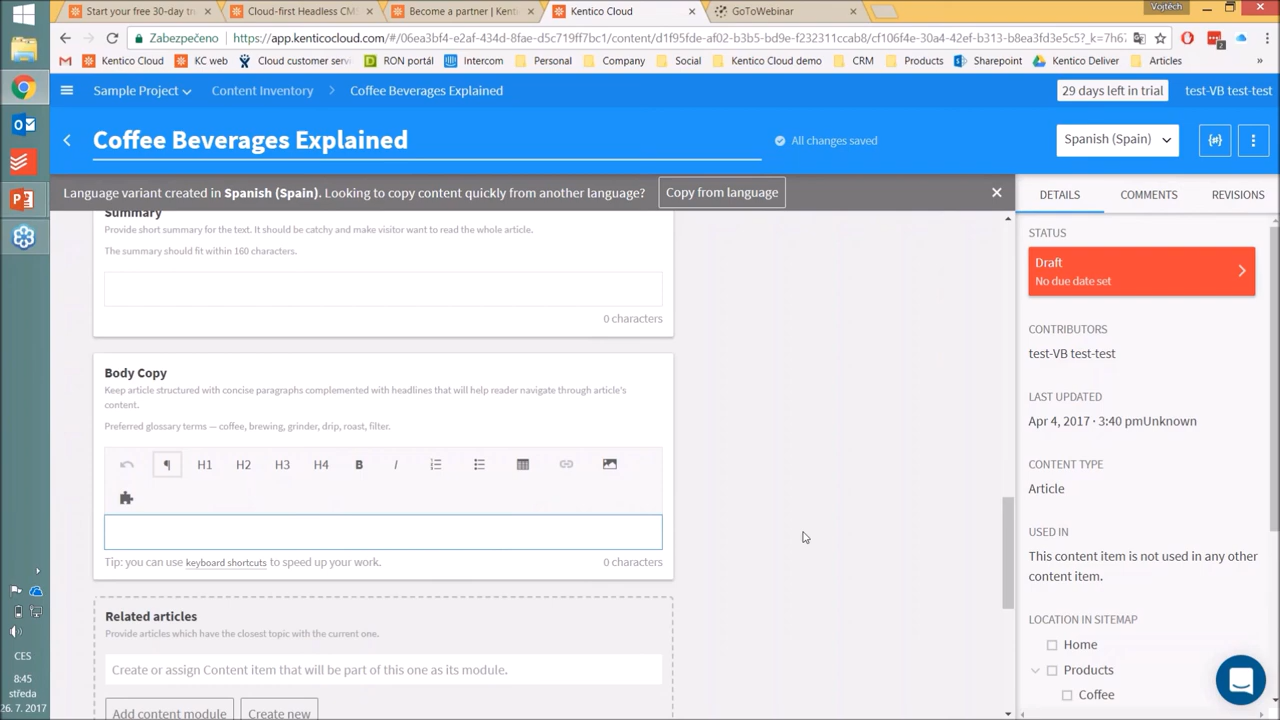 Start your free 30-day tr
Cloud-first Headless CM
Become a partner | Kent
Kentico Cloud
GoToWebinar
Vojtěch
Zabezpečeno
https://app.kenticocloud.com/#/06ea3bf4-e2af-434d-8fae-d5c719ff7bc1/content/d1f95fde-af02-b3b5-bd9e-f232311ccab8/cf106f4e-30a4-42ef-b313-b8ea3fd3e5c5?_k=7h67
Kentico Cloud
KC web
Cloud customer servi
RON portál
Intercom
Personal
Company
Social
Kentico Cloud demo
CRM
Products
Sharepoint
Kentico Deliver
Articles
»
Sample Project
Content Inventory
Coffee Beverages Explained
29 days left in trial
test-VB test-test
Coffee Beverages Explained
All changes saved
Spanish (Spain)
{#}
Language variant created in Spanish (Spain). Looking to copy content quickly from another language?
Copy from language
DETAILS
COMMENTS
REVISIONS
Summary
Provide short summary for the text. It should be catchy and make visitor want to read the whole article.
The summary should fit within 160 characters.
0 characters
Body Copy
Keep article structured with concise paragraphs complemented with headlines that will help reader navigate through article's
content.
Preferred glossary terms — coffee, brewing, grinder, drip, roast, filter.
¶ H1 H2 H3 H4 B I
Tip: you can use keyboard shortcuts to speed up your work.
0 characters
Related articles
Provide articles which have the closest topic with the current one.
Create or assign Content item that will be part of this one as its module.
Add content module
Create new
STATUS
Draft
No due date set
CONTRIBUTORS
test-VB test-test
LAST UPDATED
Apr 4, 2017 · 3:40 pmUnknown
CONTENT TYPE
Article
USED IN
This content item is not used in any other
content item.
LOCATION IN SITEMAP
Home
Products
Coffee
CES
8:45
středa
26. 7. 2017